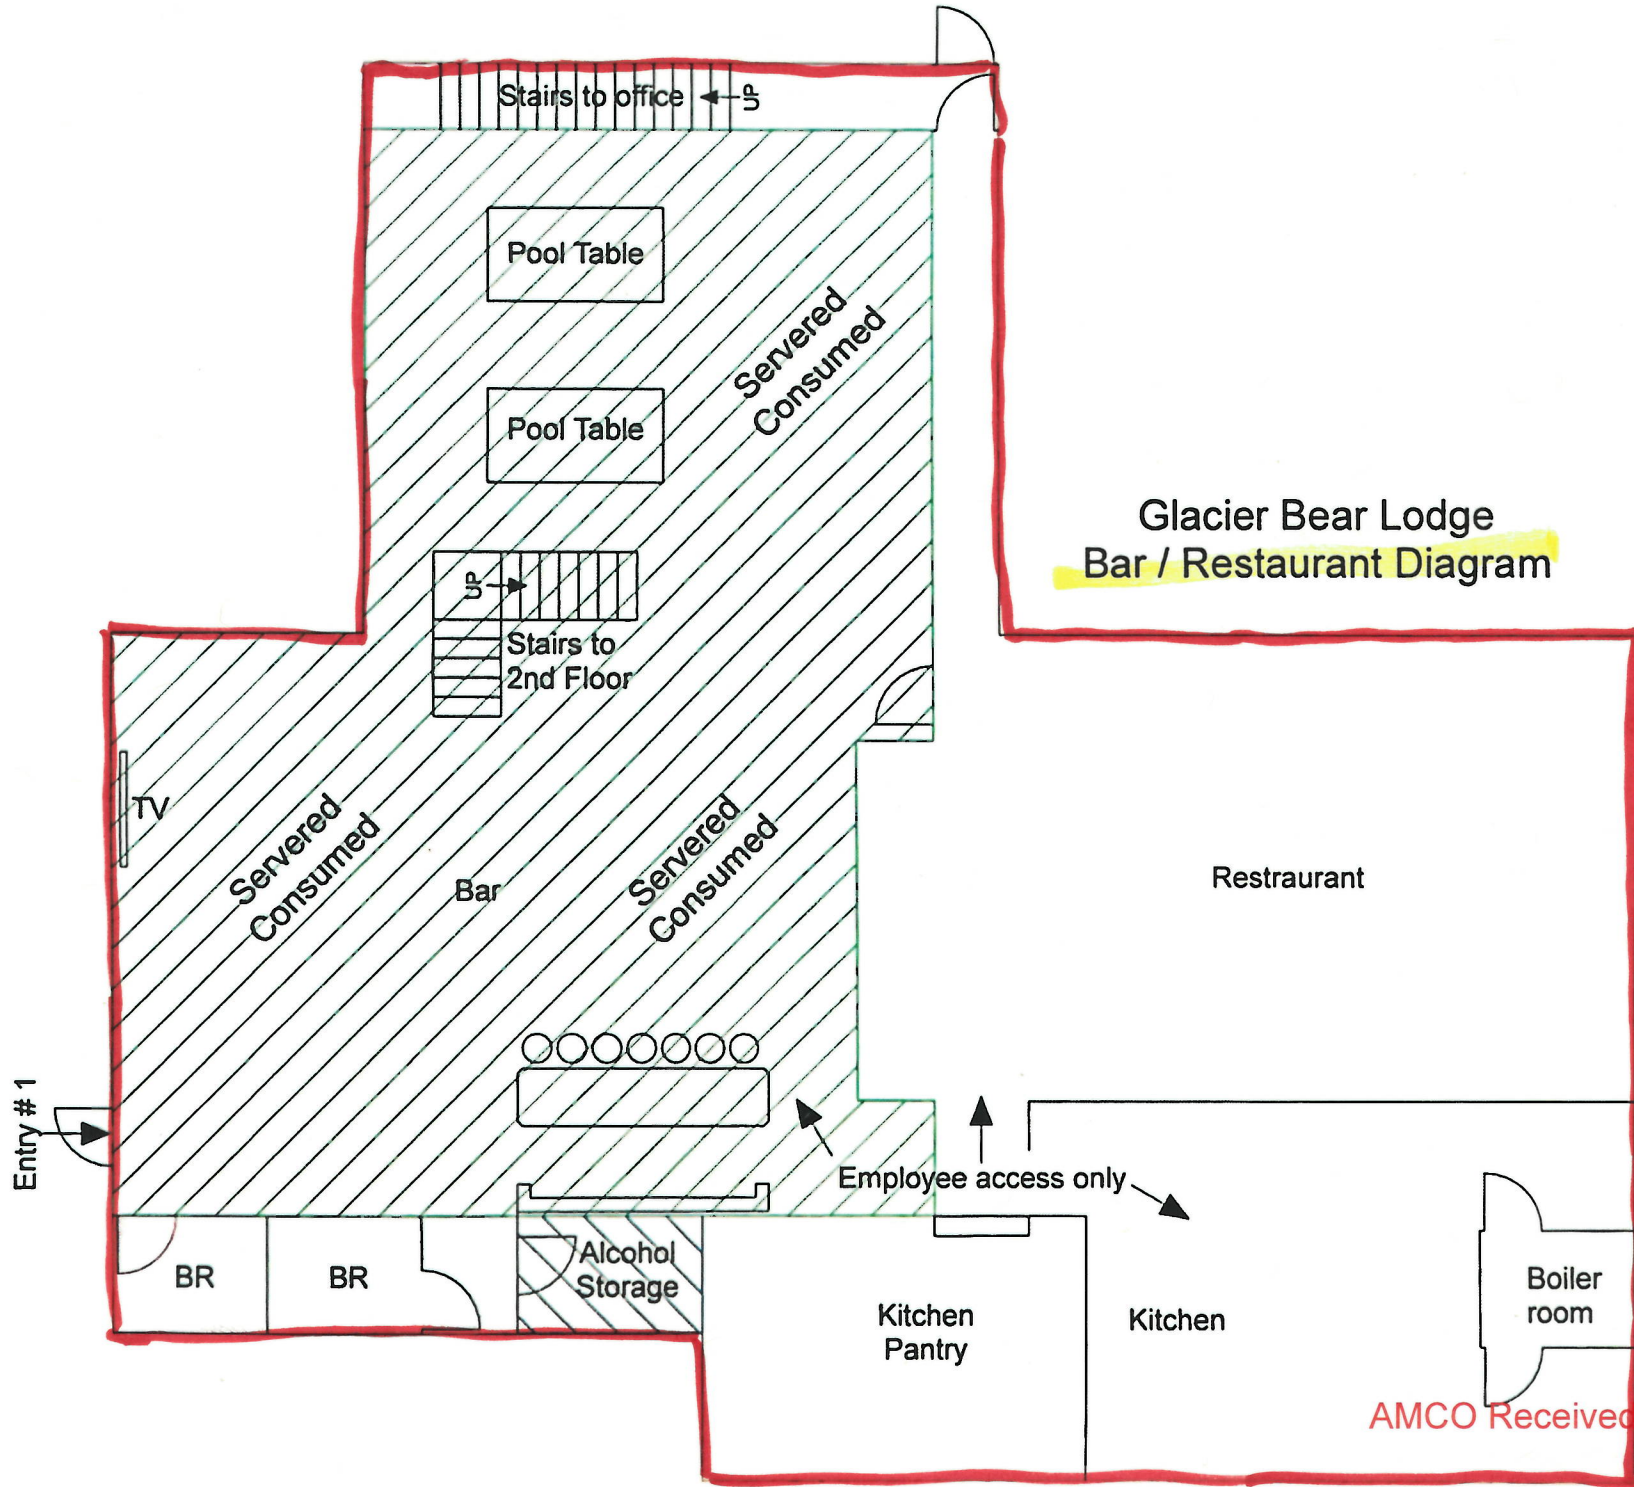 Stairs to office
UP
Pool Table
Servered
Consumed
Pool Table
Glacier Bear Lodge
Bar / Restaurant Diagram
UP
Stairs to
2nd Floor
TV
Servered
Consumed
Servered
Consumed
Bar
Restraurant
Entry # 1
Employee access only
BR
BR
Alcohol
Storage
Kitchen
Pantry
Kitchen
Boiler
room
AMCO Received